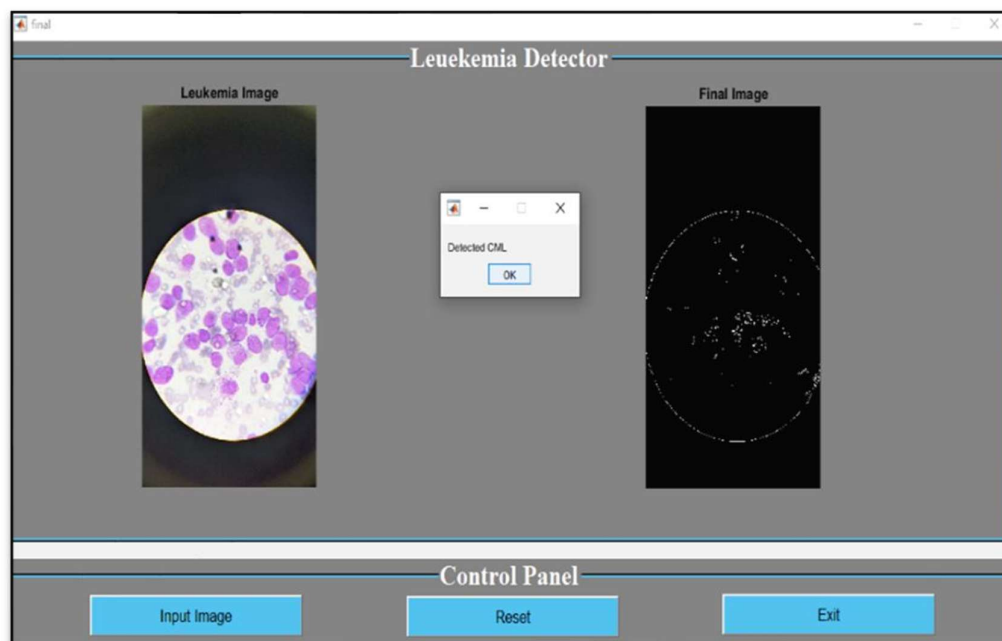 final
Leuekemia Detector
Leukemia Image
Final Image
Detected CML
OK
Control Panel
Input Image
Reset
Exit